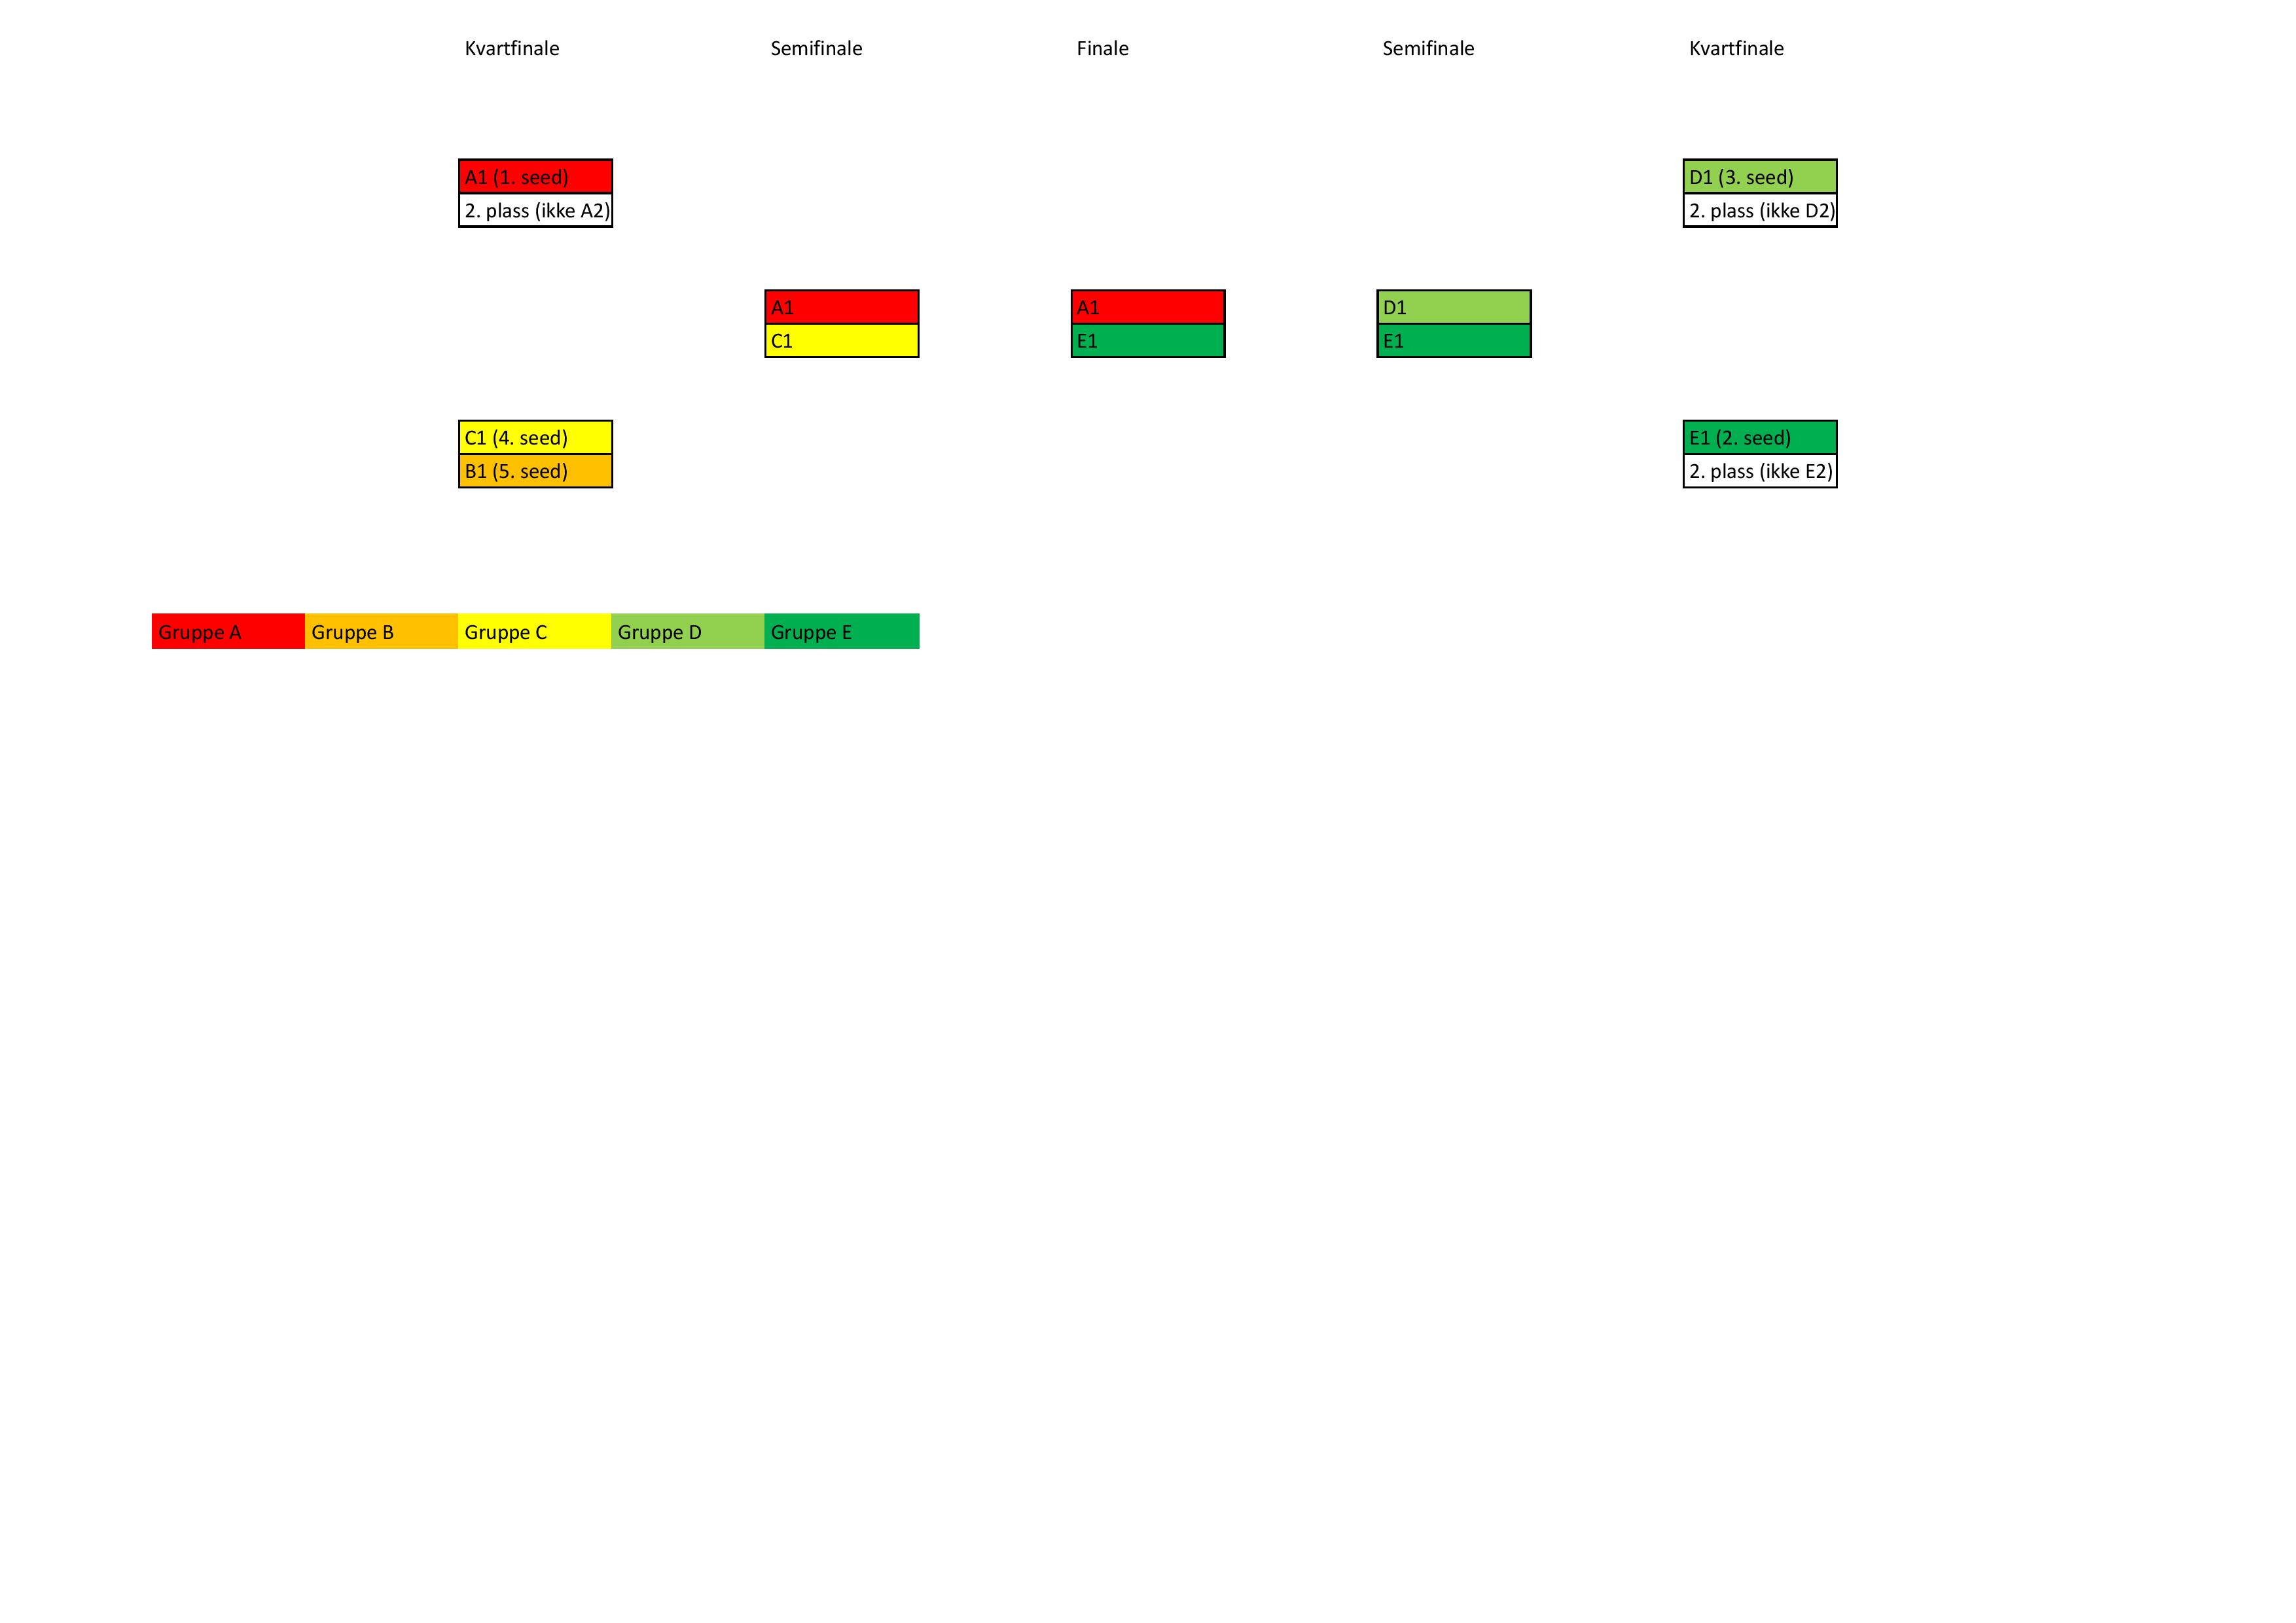 Kvartfinale Semifinale Finale Semifinale Kvartfinale
A1 (1. seed) D1 (3. seed)
2. plass (ikke A2) 2. plass (ikke D2)
A1 A1 D1
C1 E1 E1
C1 (4. seed) E1 (2. seed)
B1 (5. seed) 2. plass (ikke E2)
Gruppe A Gruppe B Gruppe C Gruppe D Gruppe E